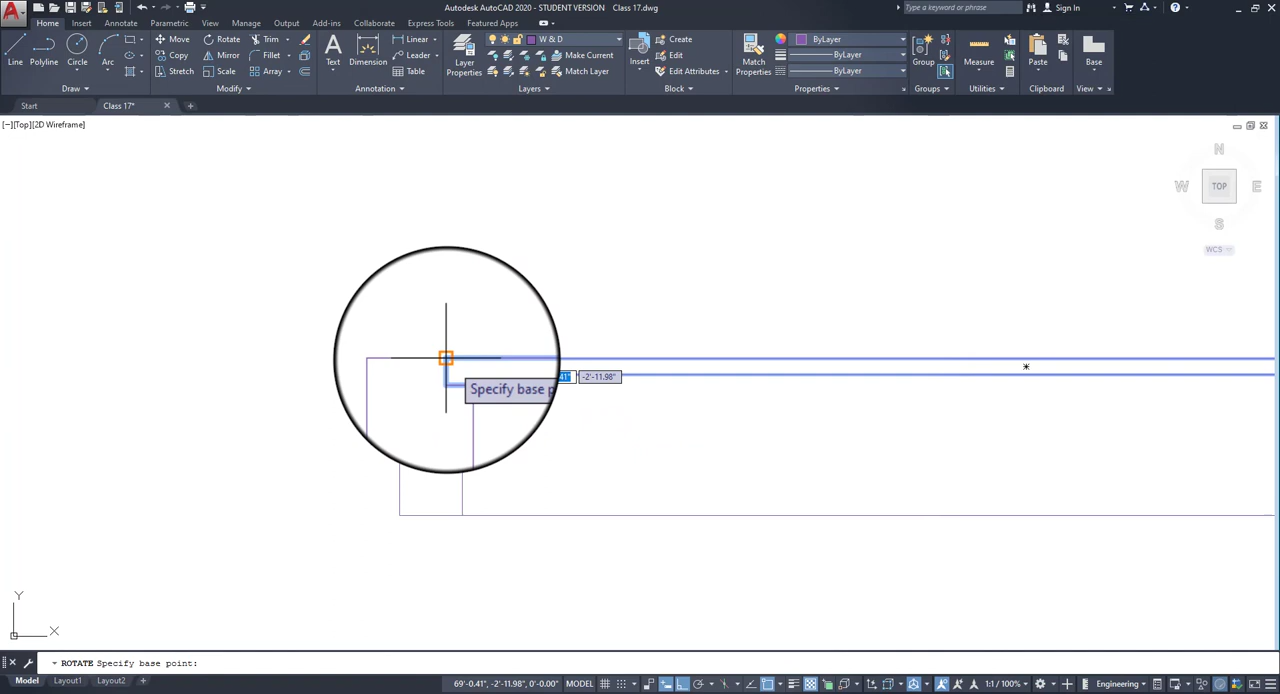 Autodesk AutoCAD 2020 - STUDENT VERSION Class 17.dwg
Type a keyword or phrase
Sign In
Home Insert Annotate Parametric View Manage Output Add-ins Collaborate Express Tools Featured Apps
Line Polyline Circle Arc
Move Rotate Trim
Copy Mirror Fillet
Stretch Scale Array
Text Dimension
Linear
Leader
Table
Layer Properties
W & D
Make Current
Match Layer
Insert
Create
Edit
Edit Attributes
Match Properties
ByLayer
ByLayer
ByLayer
Group
Measure
Paste
Base
Draw Modify Annotation Layers Block Properties Groups Utilities Clipboard View
Start Class 17*
[−][Top][2D Wireframe]
N
W TOP E
S
WCS
Specify base p
41" -2'-11.98"
Y
X
ROTATE Specify base point:
Model Layout1 Layout2 +
69'-0.41", -2'-11.98", 0'-0.00" MODEL 1:1 / 100% Engineering